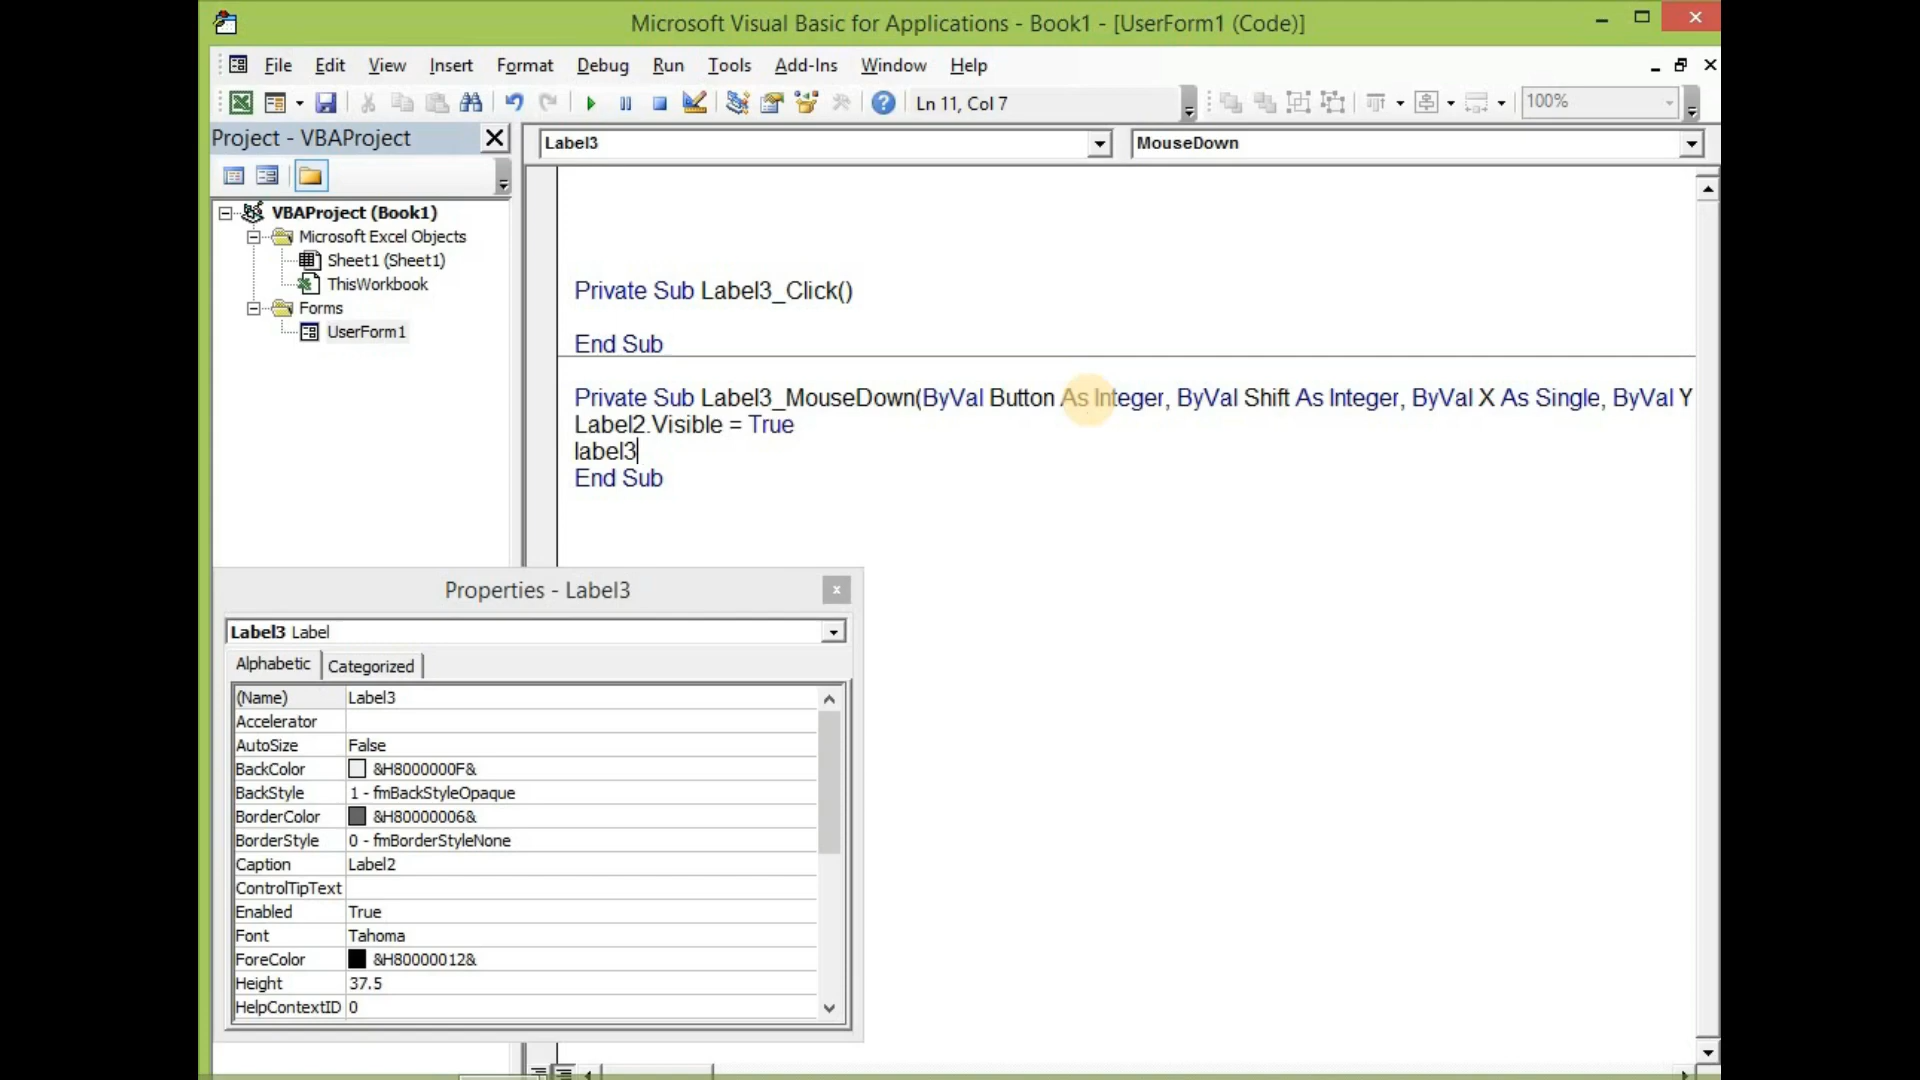 Microsoft Visual Basic for Applications - Book1 - [UserForm1 (Code)]
File Edit View Insert Format Debug Run Tools Add-Ins Window Help
Ln 11, Col 7
100%
Project - VBAProject
Label3
MouseDown
VBAProject (Book1)
Microsoft Excel Objects
Sheet1 (Sheet1)
ThisWorkbook
Forms
UserForm1
Private Sub Label3_Click()
End Sub
Private Sub Label3_MouseDown(ByVal Button As Integer, ByVal Shift As Integer, ByVal X As Single, ByVal Y
Label2.Visible = True
label3
End Sub
Properties - Label3
Label3 Label
Alphabetic Categorized
(Name) Label3
Accelerator
AutoSize False
BackColor &H8000000F&
BackStyle 1 - fmBackStyleOpaque
BorderColor &H80000006&
BorderStyle 0 - fmBorderStyleNone
Caption Label2
ControlTipText
Enabled True
Font Tahoma
ForeColor &H80000012&
Height 37.5
HelpContextID 0